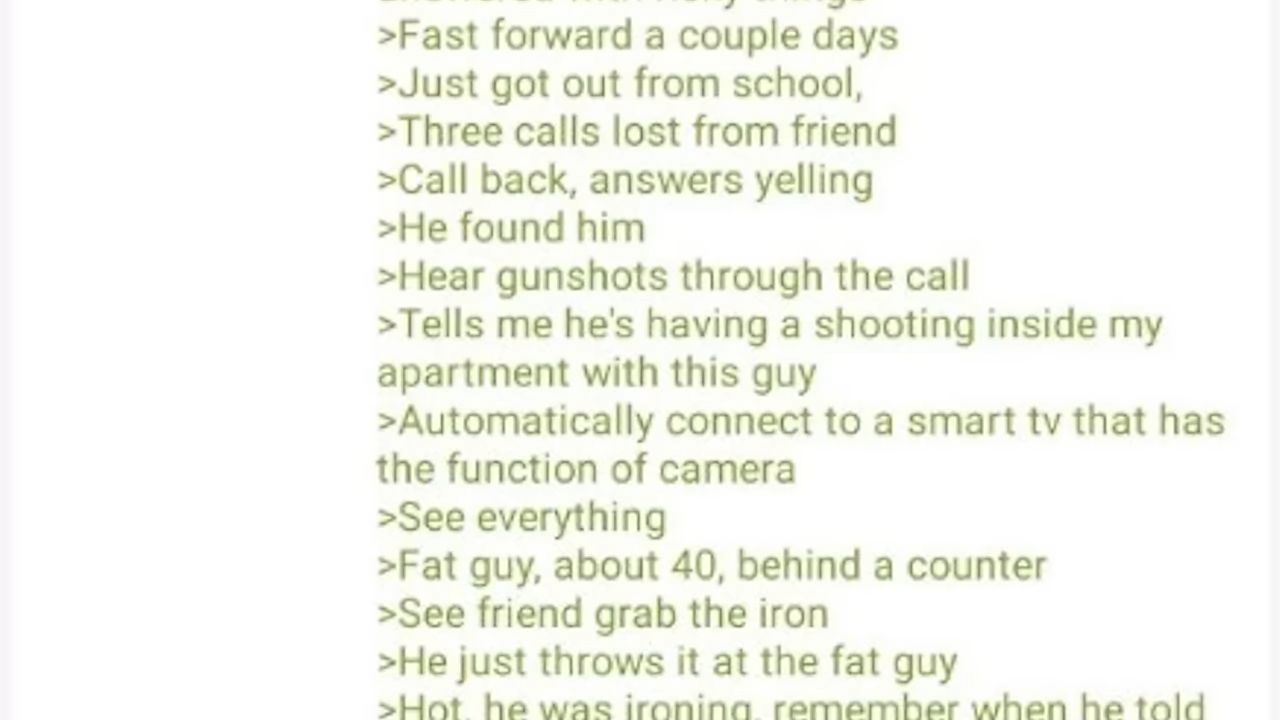 >Fast forward a couple days
>Just got out from school,
>Three calls lost from friend
>Call back, answers yelling
>He found him
>Hear gunshots through the call
>Tells me he's having a shooting inside my
apartment with this guy
>Automatically connect to a smart tv that has
the function of camera
>See everything
>Fat guy, about 40, behind a counter
>See friend grab the iron
>He just throws it at the fat guy
>Hot, he was ironing, remember when he told